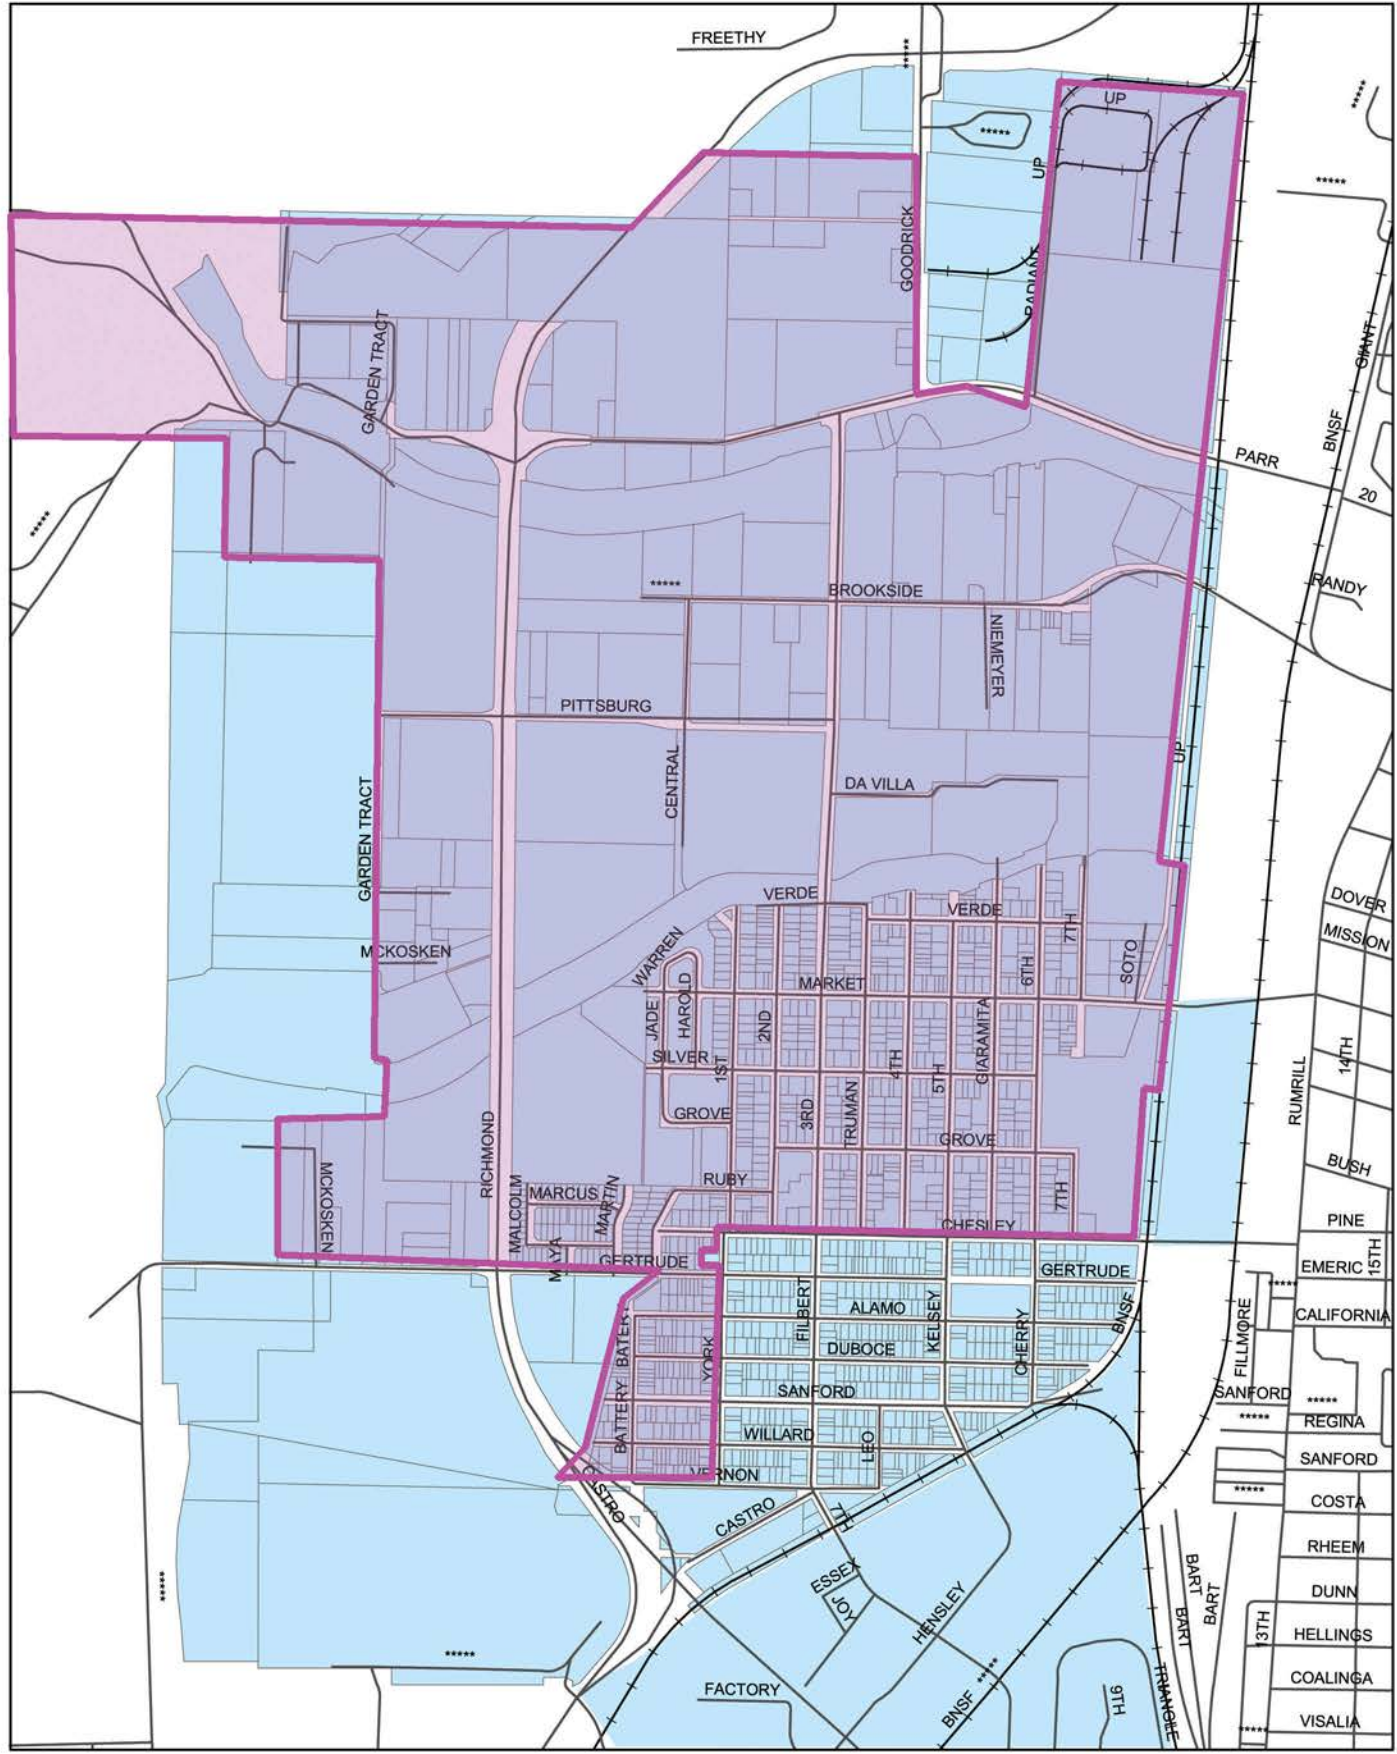 FREETHY
*****
*****
UP
*****
UP
*****
GOODRICK
RADIANT
GARDEN TRACT
GIANT
BNSF
PARR
20
*****
*****
BROOKSIDE
RANDY
NIEMEYER
PITTSBURG
UP
CENTRAL
DA VILLA
GARDEN TRACT
VERDE
VERDE
DOVER
7TH
MISSION
WARREN
MCKOSKEN
SOTO
6TH
MARKET
HAROLD
JADE
2ND
GIARAMITA
SILVER
1ST
4TH
5TH
14TH
RUMRILL
GROVE
3RD
TRUMAN
GROVE
RICHMOND
BUSH
RUBY
MARCUS
MARTIN
MALCOLM
MCKOSKEN
7TH
CHESLEY
PINE
15TH
MAYA
GERTRUDE
GERTRUDE
EMERIC
*****
FILBERT
ALAMO
KELSEY
BNSF
CALIFORNIA
BATERY
CHERRY
FILLMORE
DUBOCE
YORK
SANFORD
SANFORD
*****
*****
REGINA
BATTERY
WILLARD
LEO
SANFORD
VERNON
CASTRO
*****
COSTA
CASTRO
7TH
RHEEM
*****
ESSEX
BART
BART
DUNN
JOY
HENSLEY
BART
13TH
HELLINGS
*****
COALINGA
FACTORY
BNSF
*****
9TH
TRIANGLE
VISALIA
*****